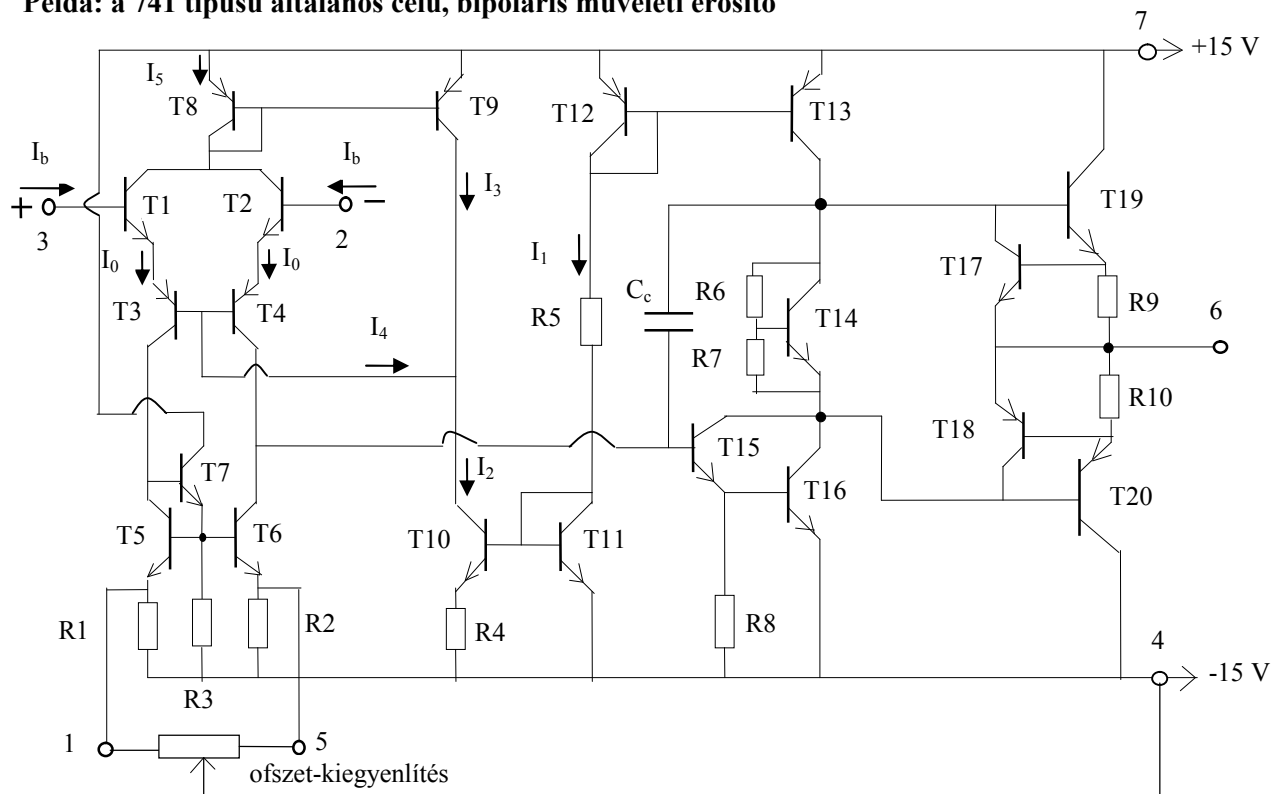 Példa: a 741 típusú általános célú, bipoláris műveleti erősítő
7
+15 V
I5
T8
T9
T12
T13
Ib
Ib
+
T1
T2
−
I3
T19
3
2
I0
I0
I1
T17
Cc
R6
R9
T3
T4
R5
T14
6
I4
R7
R10
T15
T18
T7
I2
T16
T20
T5
T6
T10
T11
R1
R2
R4
R8
4
R3
-15 V
1
5
ofszet-kiegyenlítés